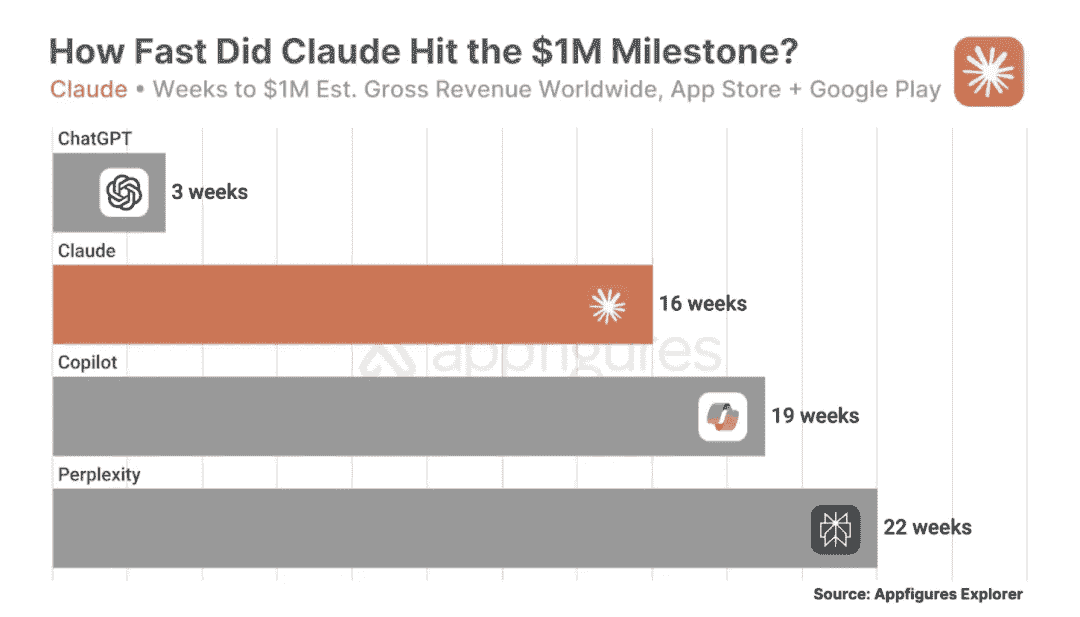 How Fast Did Claude Hit the $1M Milestone?
Claude • Weeks to $1M Est. Gross Revenue Worldwide, App Store + Google Play
ChatGPT
3 weeks
Claude
16 weeks
appfigures
Copilot
19 weeks
Perplexity
22 weeks
Source: Appfigures Explorer